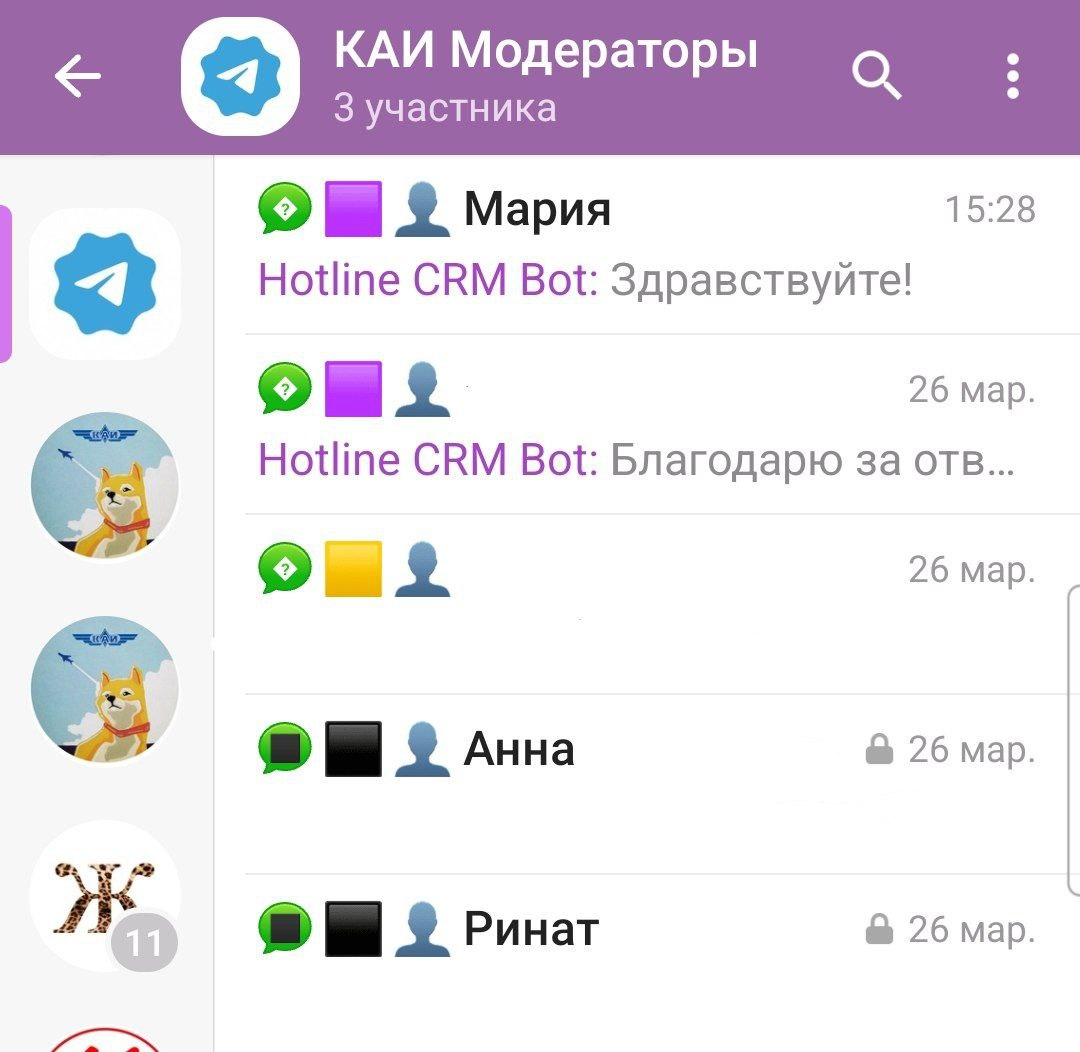 КАИ Модераторы
3 участника
Мария 15:28
Hotline CRM Bot: Здравствуйте!
26 мар.
Hotline CRM Bot: Благодарю за отв...
КАИ
26 мар.
КАИ
Анна 26 мар.
Ж
11
Ринат 26 мар.